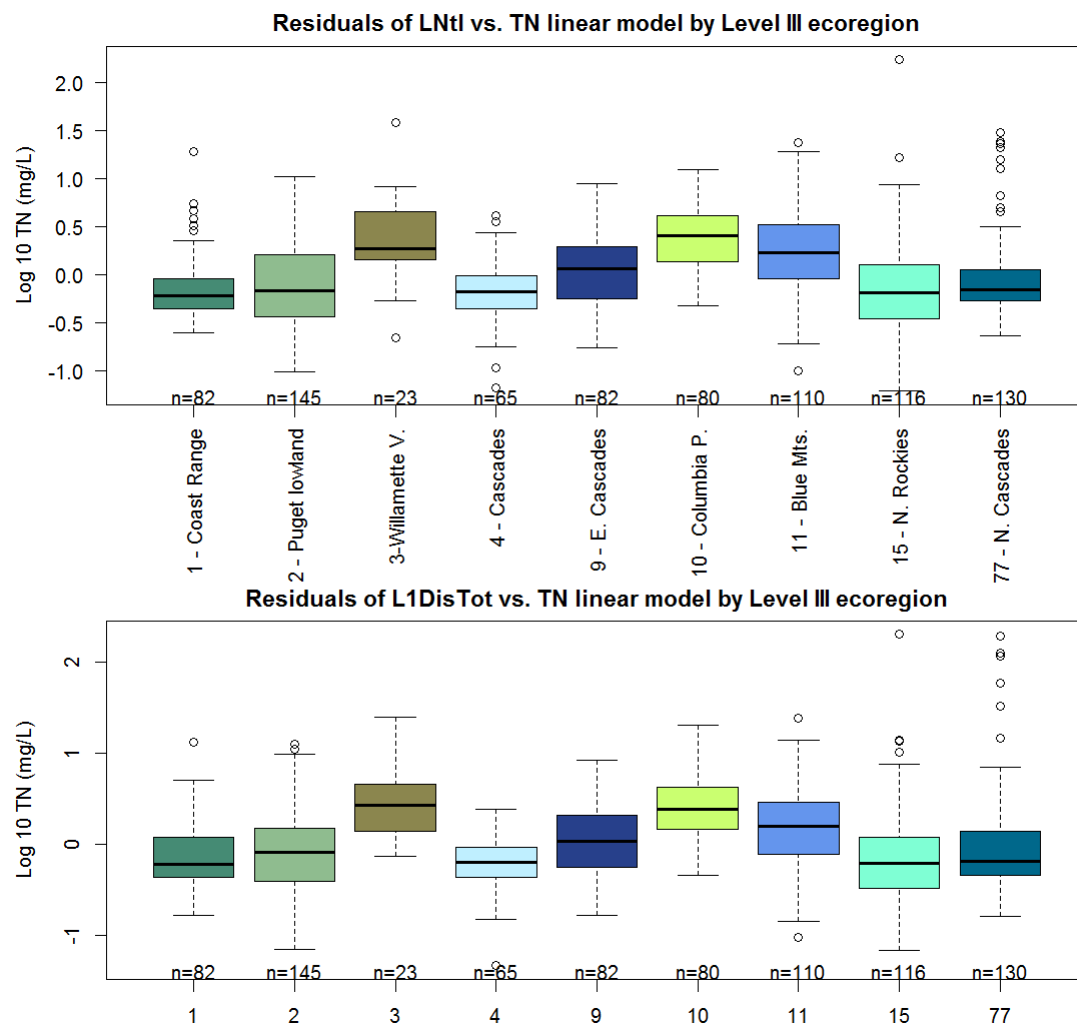 Residuals of LNtl vs. TN linear model by Level III ecoregion
Log 10 TN (mg/L)
2.0
1.5
1.0
0.5
0.0
-0.5
-1.0
n=82 n=145 n=23 n=65 n=82 n=80 n=110 n=116 n=130
1 - Coast Range
2 - Puget lowland
3-Willamette V.
4 - Cascades
9 - E. Cascades
10 - Columbia P.
11 - Blue Mts.
15 - N. Rockies
77 - N. Cascades
Residuals of L1DisTot vs. TN linear model by Level III ecoregion
Log 10 TN (mg/L)
2
1
0
-1
n=82 n=145 n=23 n=65 n=82 n=80 n=110 n=116 n=130
1 2 3 4 9 10 11 15 77